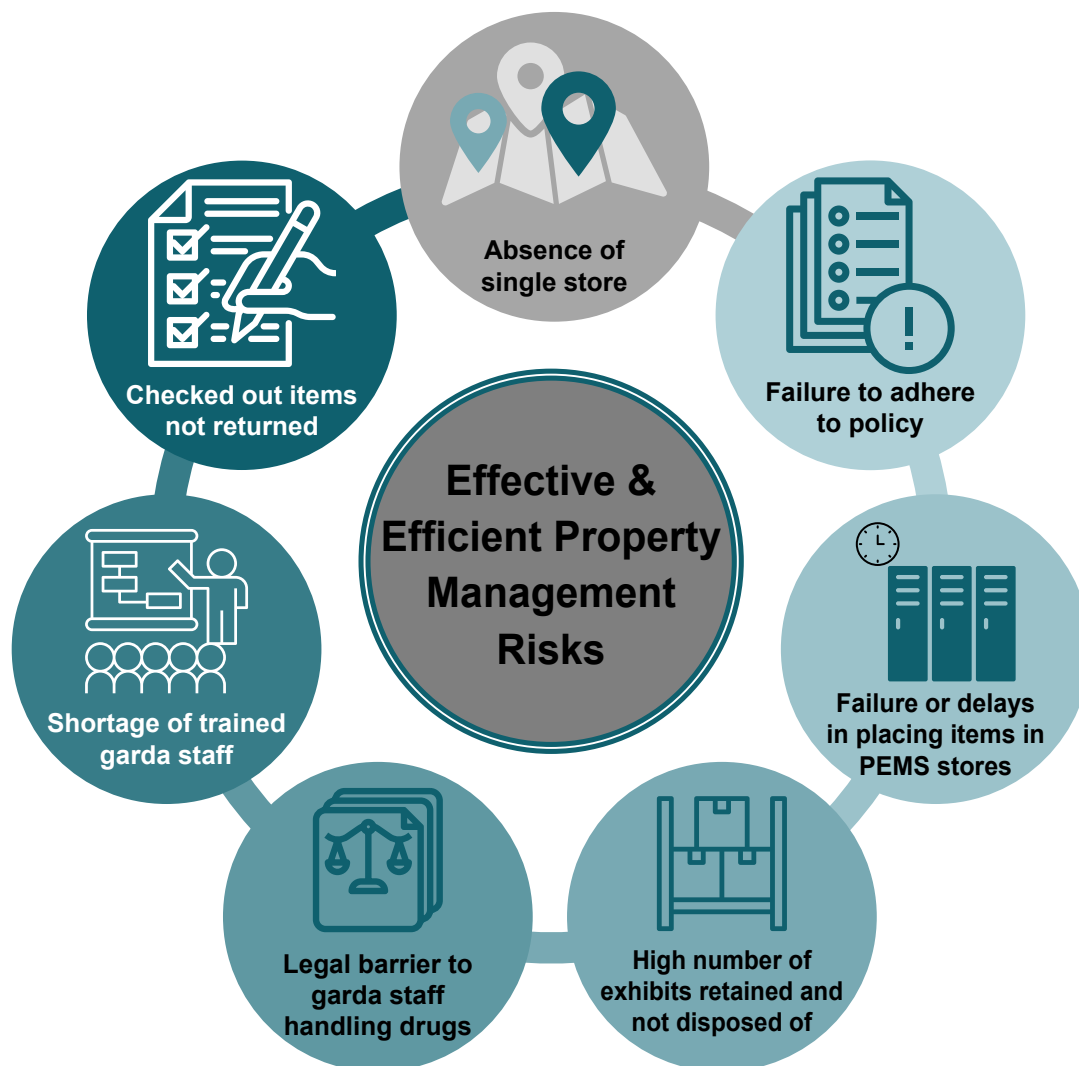 Absence of
single store
Failure to adhere
to policy
Failure or delays
in placing items in
PEMS stores
High number of
exhibits retained and
not disposed of
Legal barrier to
garda staff
handling drugs
Shortage of trained
garda staff
Checked out items
not returned
Effective &
Efficient Property
Management
Risks